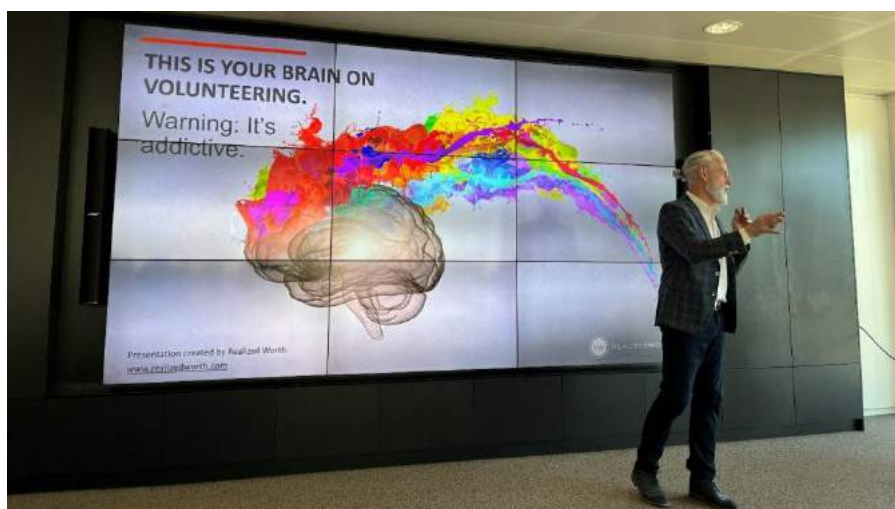 THIS IS YOUR BRAIN ON
VOLUNTEERING.
Warning: It's
addictive.
Presentation created by Realized Worth
www.realizedworth.com